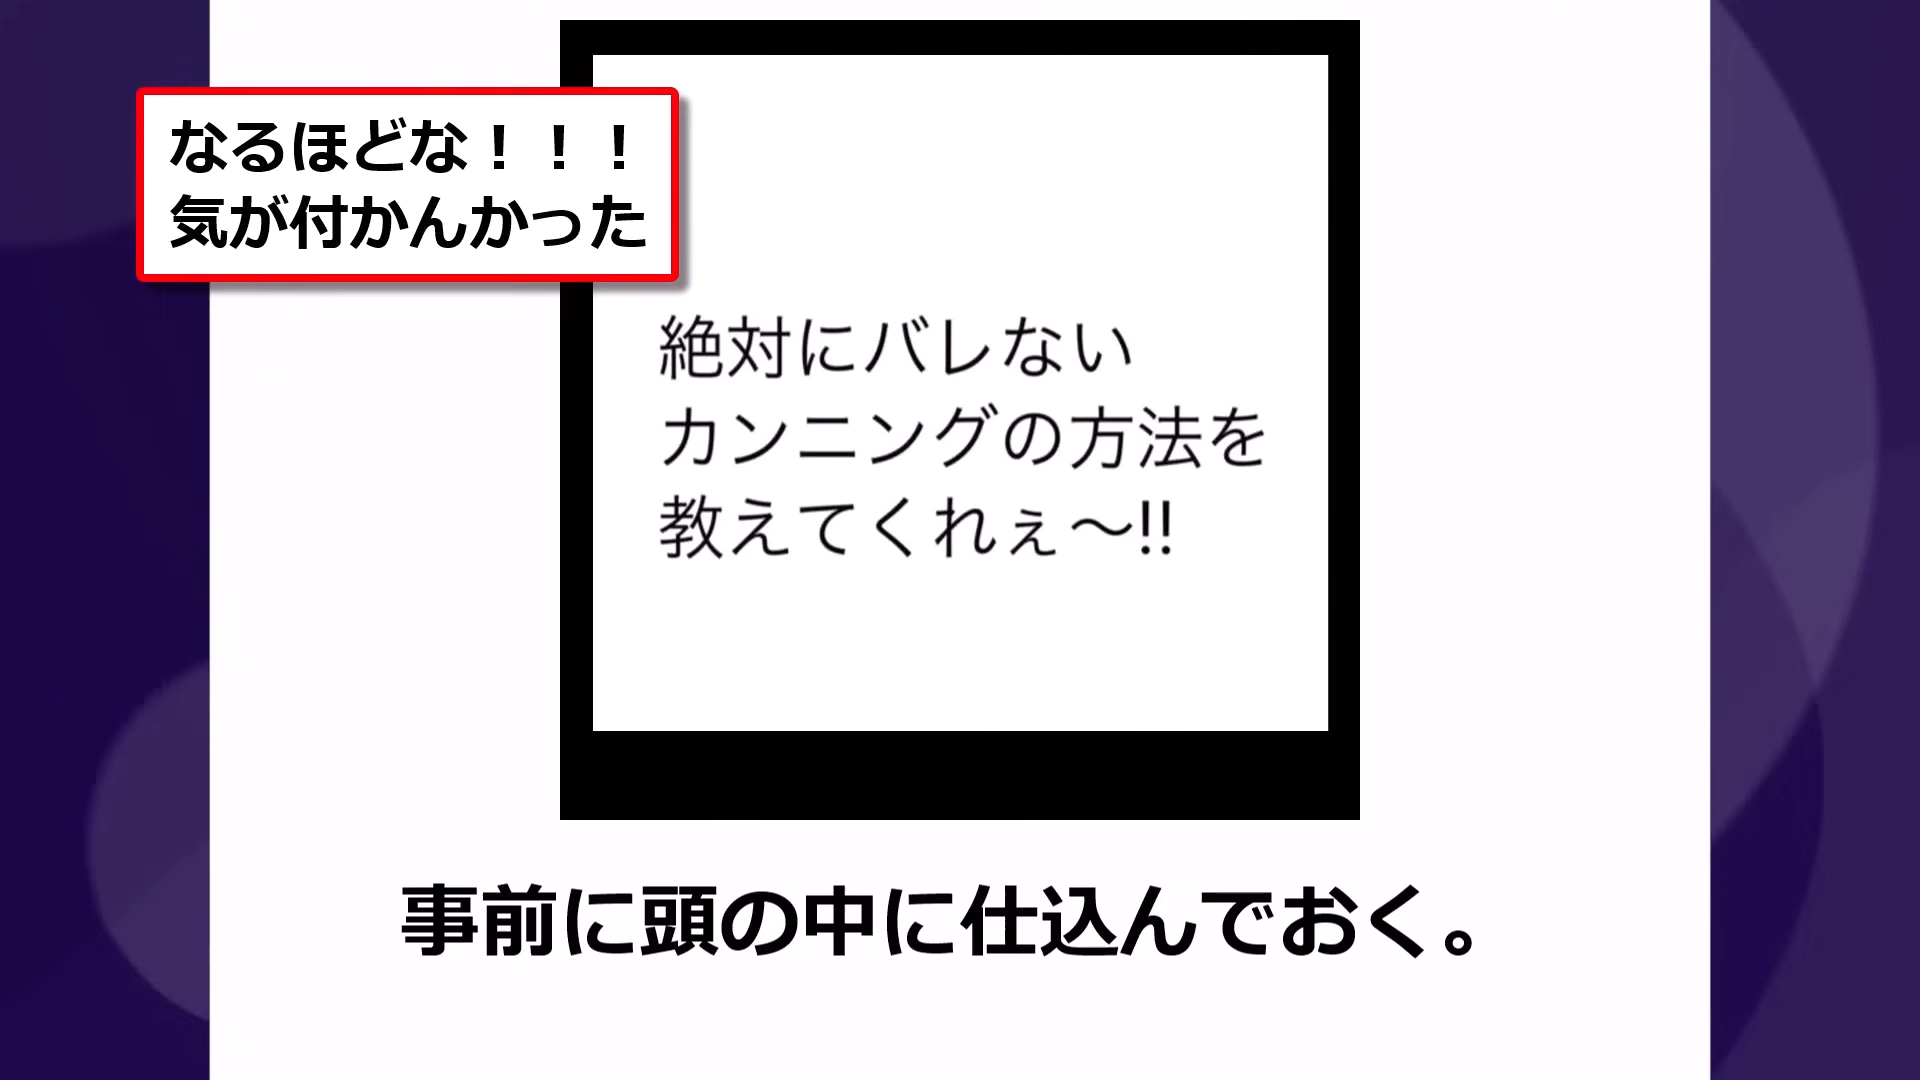 なるほどな！！！
気が付かんかった
絶対にバレない
カンニングの方法を
教えてくれぇ〜!!
事前に頭の中に仕込んでおく。